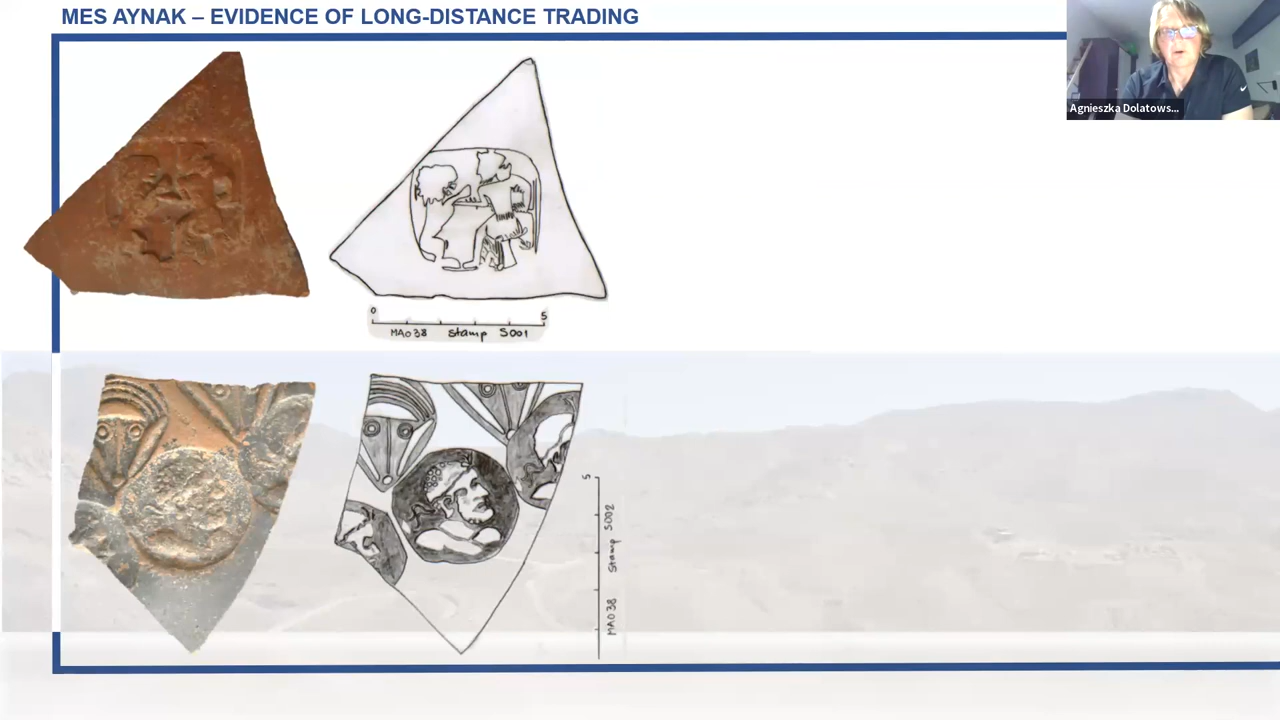 MES AYNAK – EVIDENCE OF LONG-DISTANCE TRADING
Agnieszka Dolatows...
0 5
MA038 stamp S001
5
MA038 stamp S002